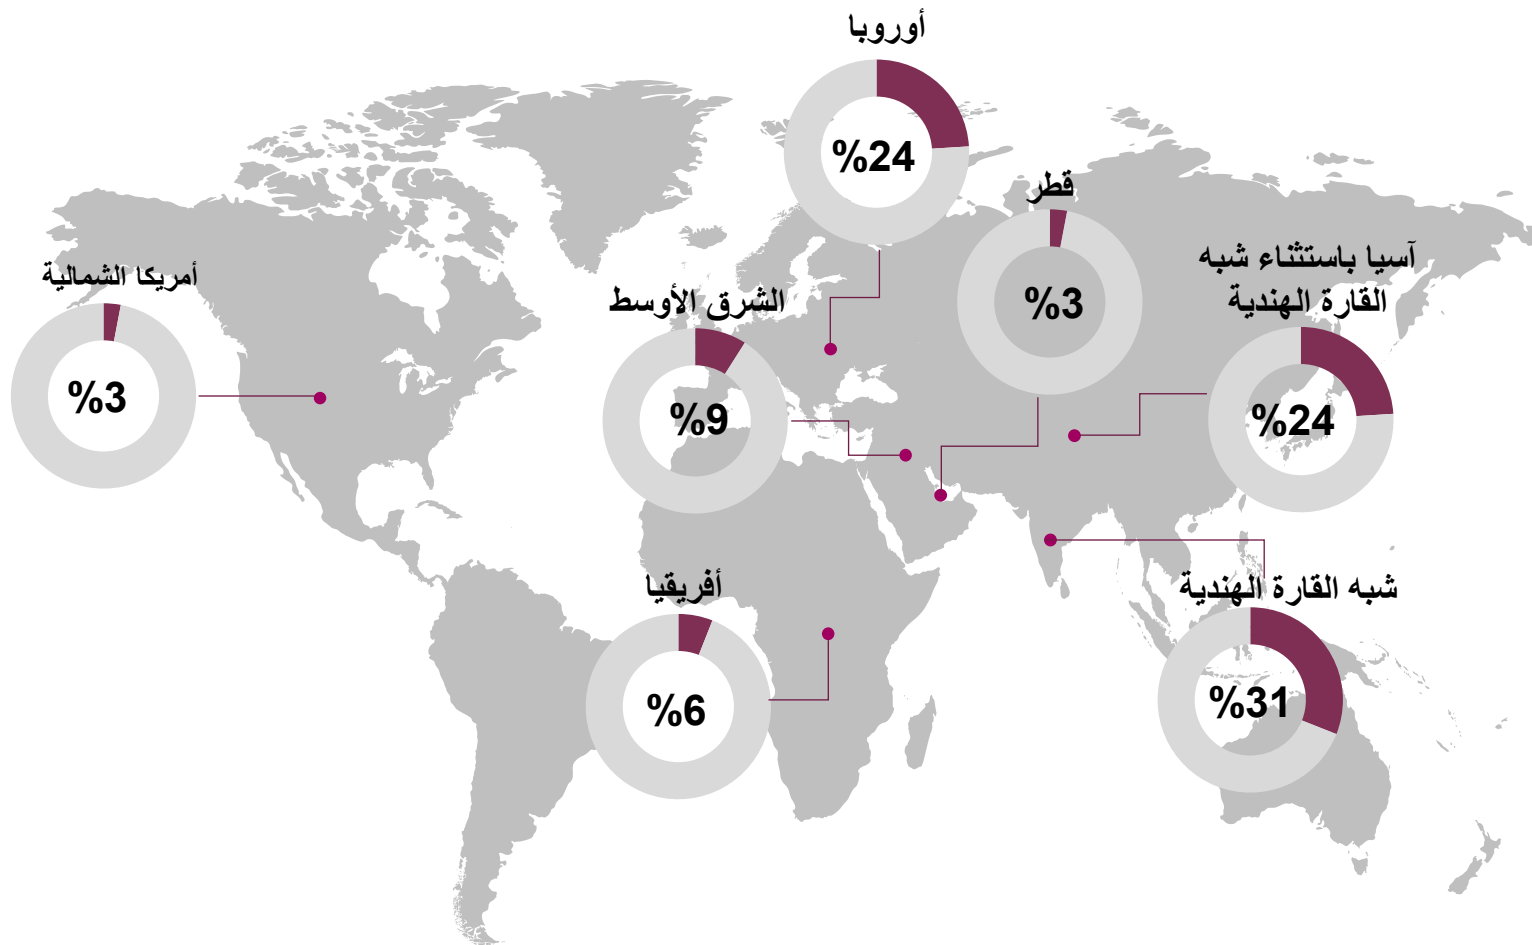 أوروبا
%24
قطر
%3
آسيا باستثناء شبه
القارة الهندية
%24
أمريكا الشمالية
%3
الشرق الأوسط
%9
أفريقيا
%6
شبه القارة الهندية
%31